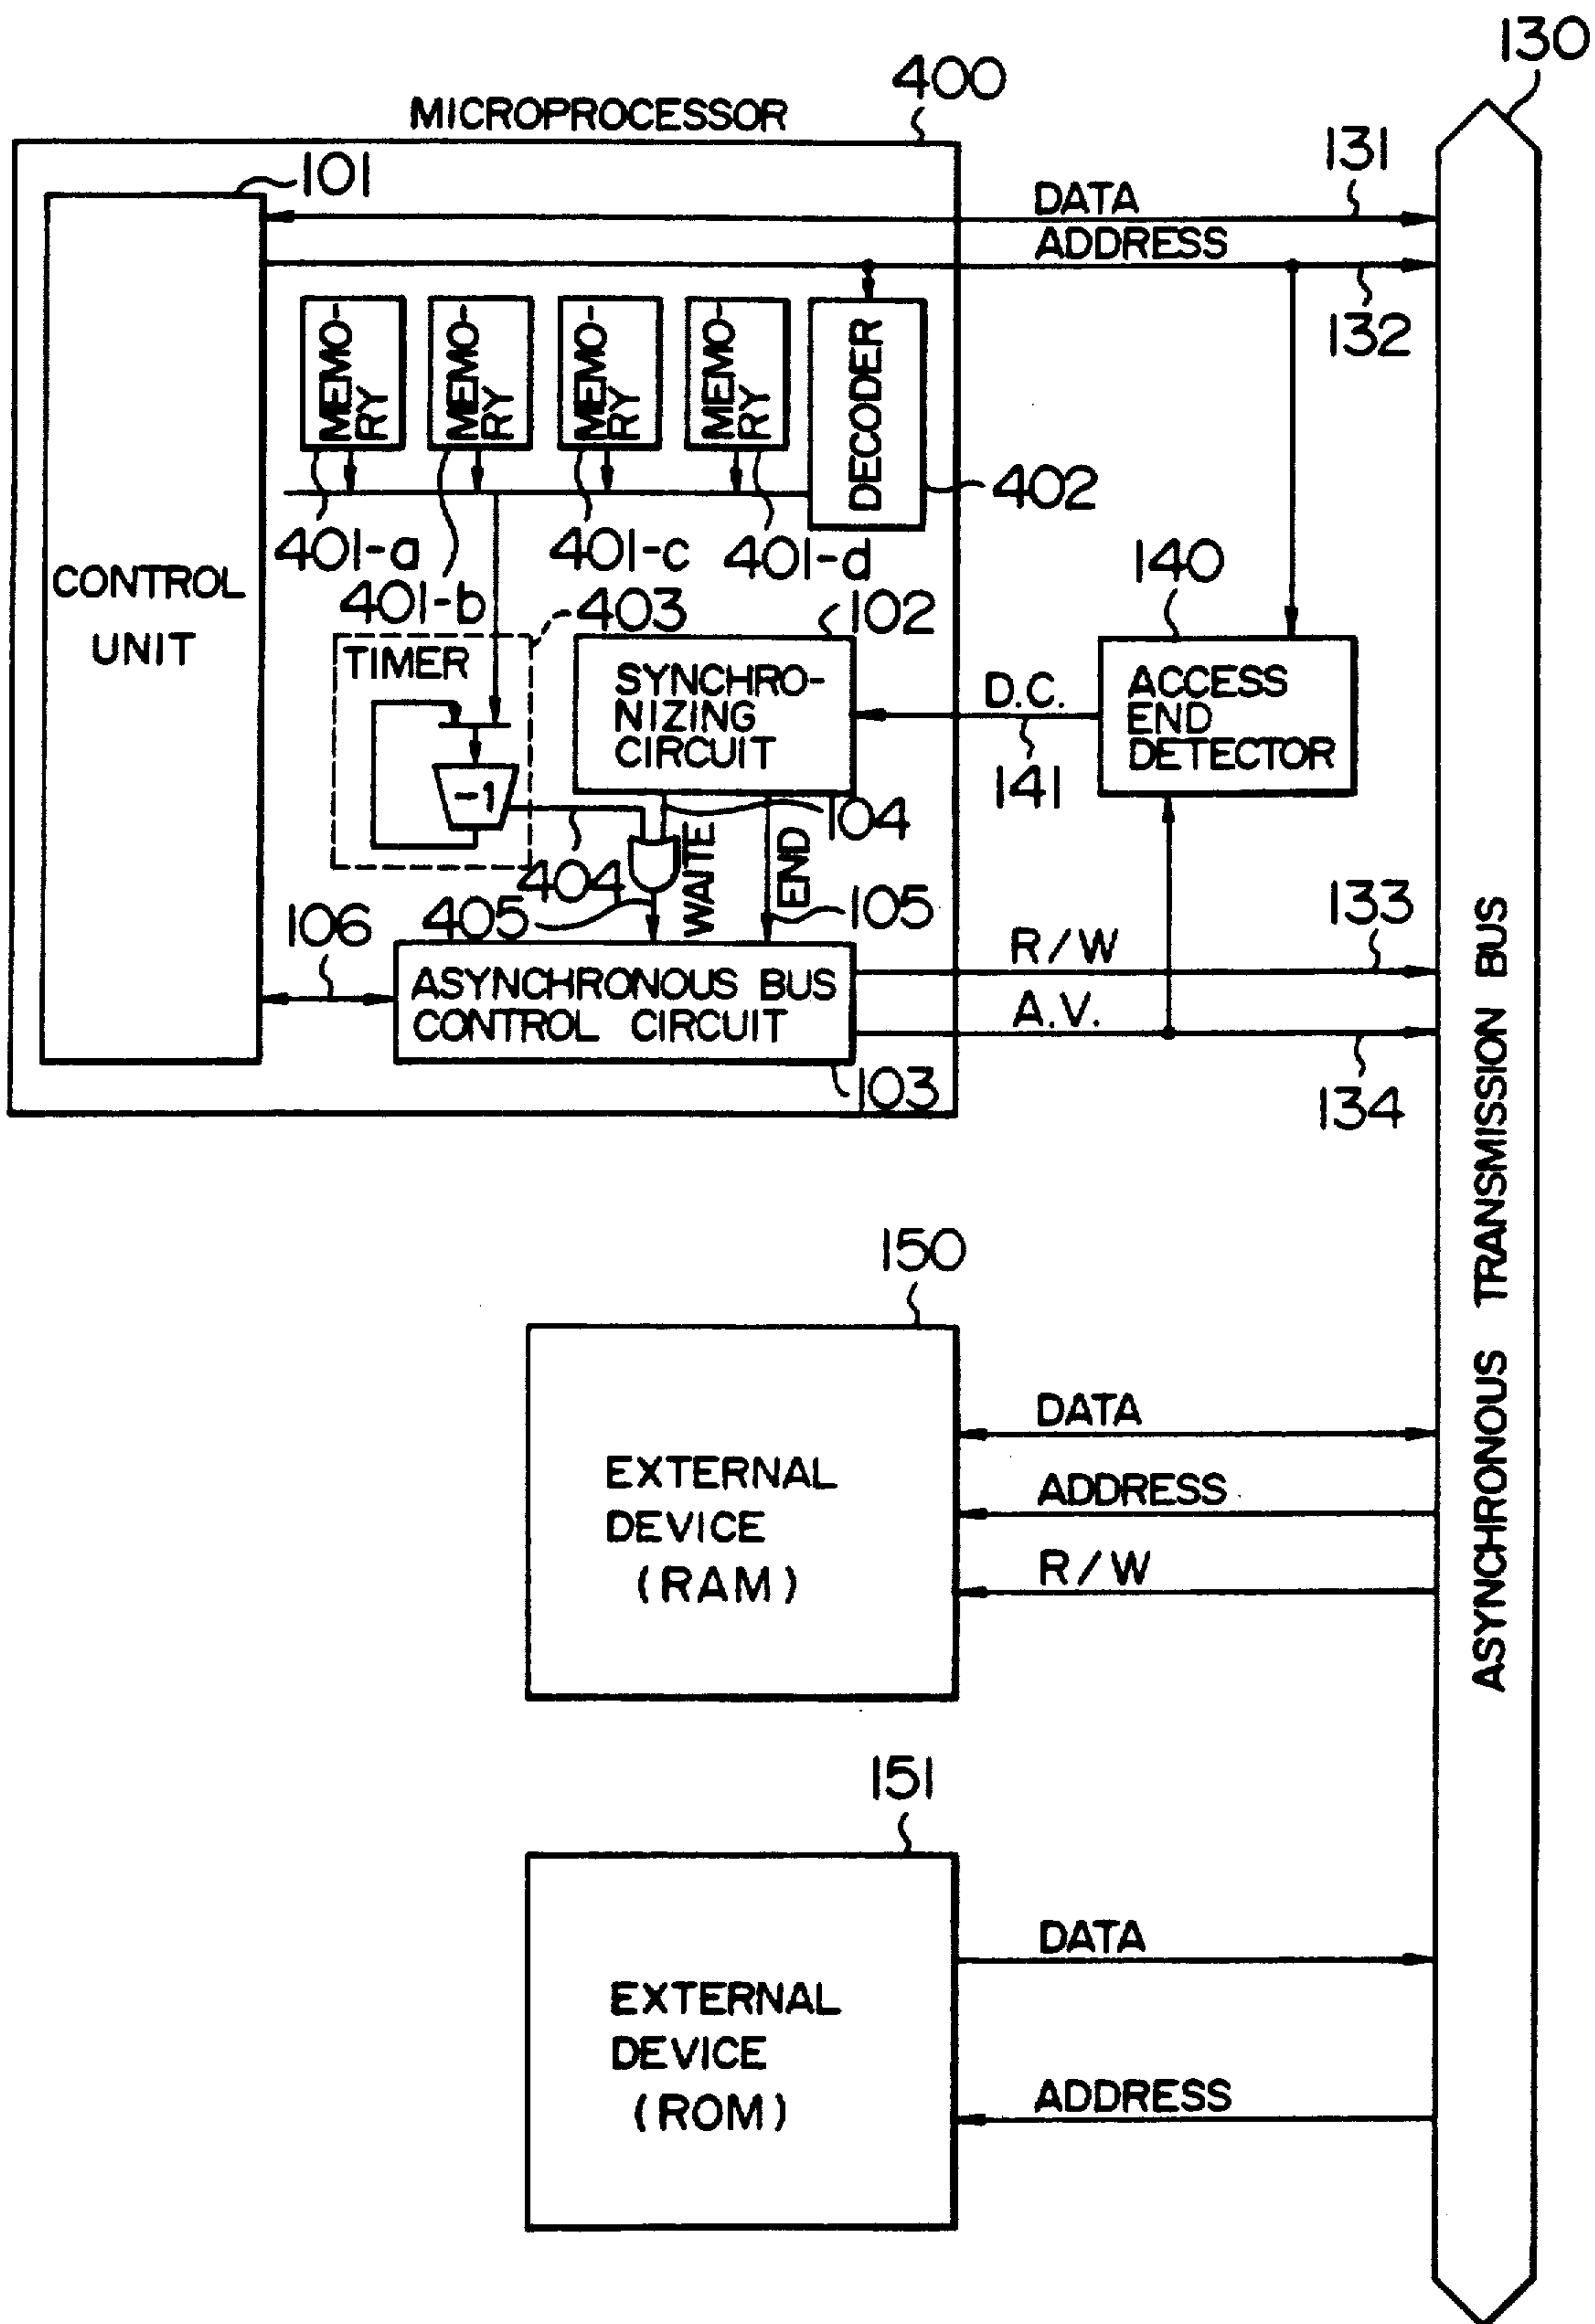 130
400
MICROPROCESSOR
101
131
DATA
ADDRESS
132
MEMO-
RY
MEMO-
RY
MEMO-
RY
MEMO-
RY
DECODER
402
401-a
401-b
401-c
401-d
CONTROL
UNIT
403
102
140
TIMER
SYNCHRO-
NIZING
CIRCUIT
D.C.
141
ACCESS
END
DETECTOR
-1
104
404
WAITE
END
405
105
106
133
R/W
ASYNCHRONOUS BUS
CONTROL CIRCUIT
A.V.
103
134
ASYNCHRONOUS TRANSMISSION BUS
150
EXTERNAL
DEVICE
(RAM)
DATA
ADDRESS
R/W
151
EXTERNAL
DEVICE
(ROM)
DATA
ADDRESS